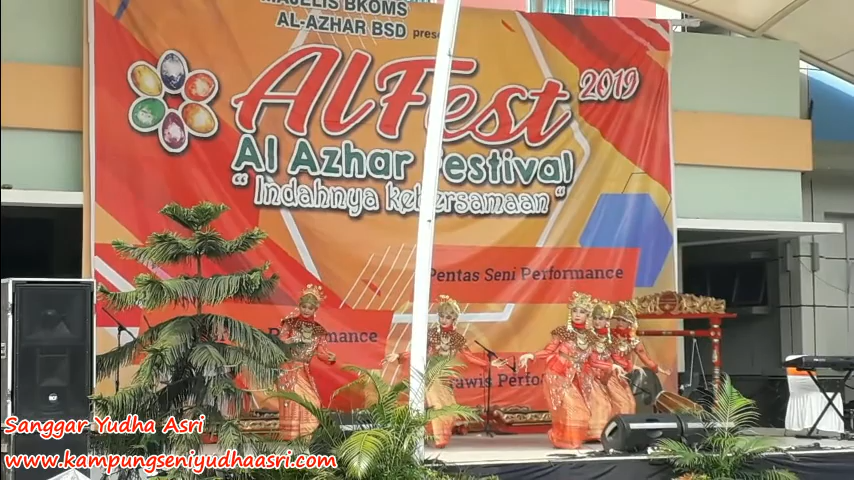 MAJELIS BKOMS
AL-AZHAR BSD
AlFest 2019
Al Azhar Festival
"Indahnya kebersamaan"
Pentas Seni Performance
Performance
Sanggar Yudha Asri
www.kampungseniyudhaasri.com